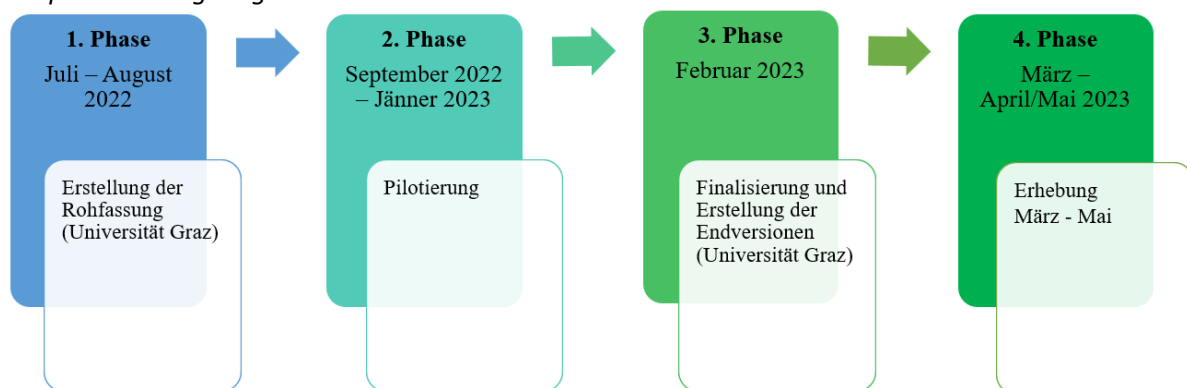 1. Phase
Juli – August
2022
Erstellung der
Rohfassung
(Universität Graz)
2. Phase
September 2022
– Jänner 2023
Pilotierung
3. Phase
Februar 2023
Finalisierung und
Erstellung der
Endversionen
(Universität Graz)
4. Phase
März –
April/Mai 2023
Erhebung
März - Mai